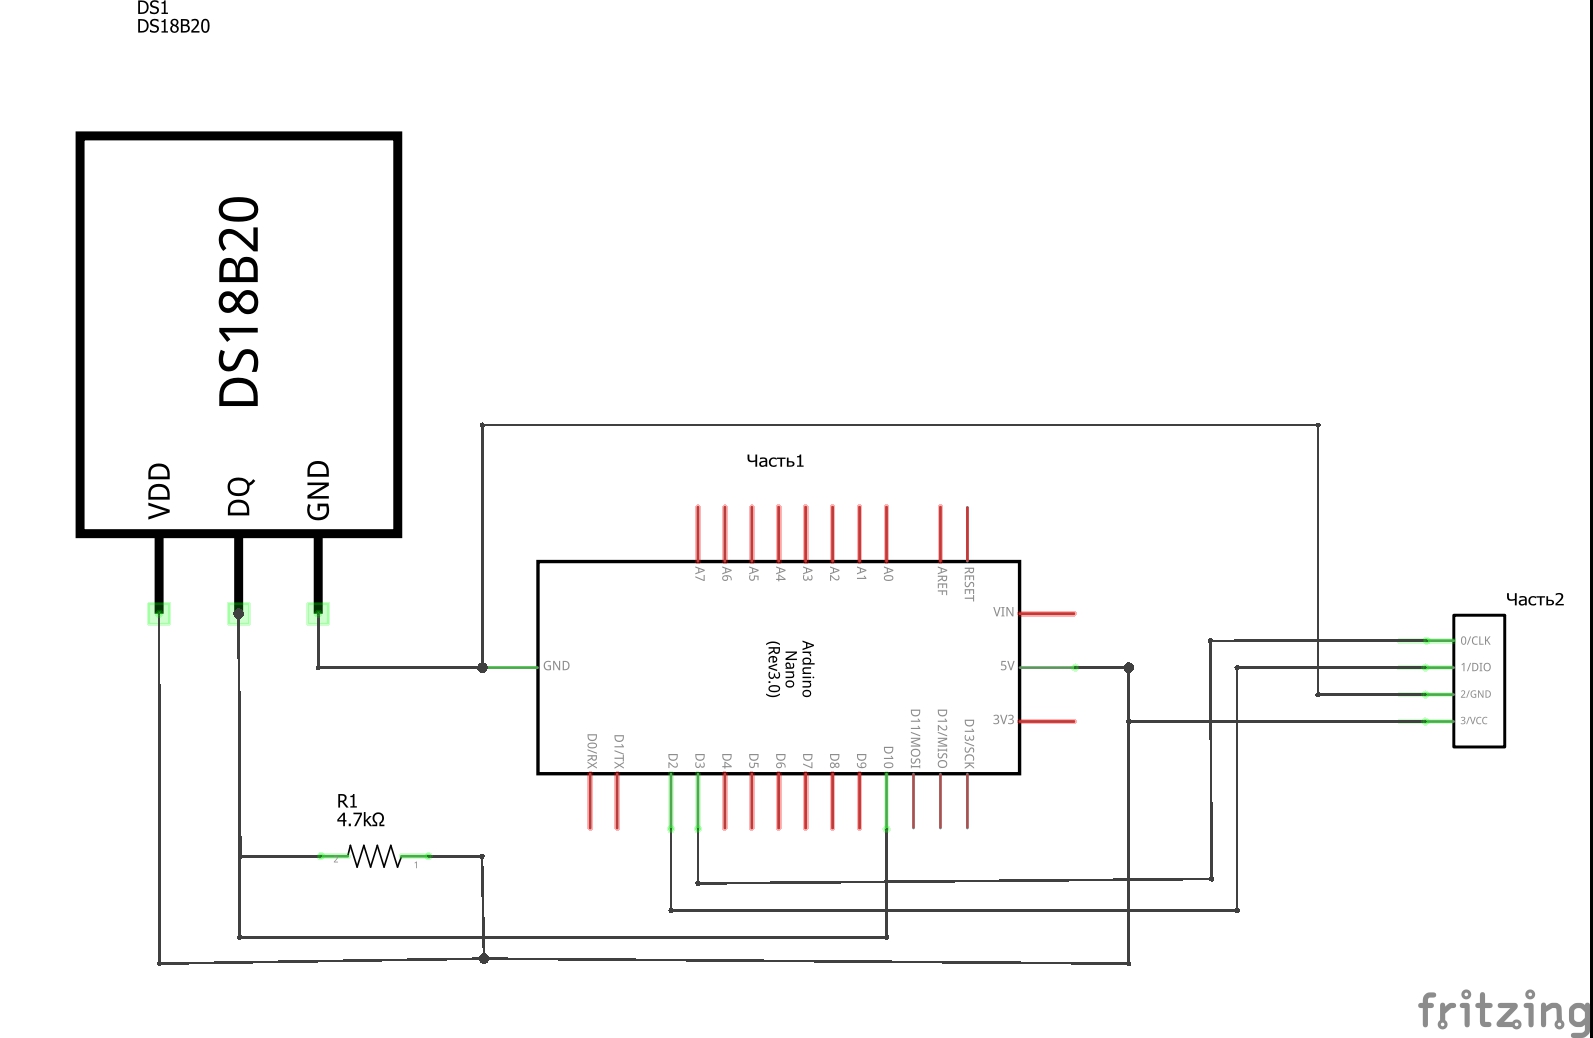 DS1
DS18B20
DS18B20
VDD
DQ
GND
Часть1
A7
A6
A5
A4
A3
A2
A1
A0
AREF
RESET
VIN
GND
Arduino
Nano
(Rev3.0)
5V
3V3
D0/RX
D1/TX
D2
D3
D4
D5
D6
D7
D8
D9
D10
D11/MOSI
D12/MISO
D13/SCK
Часть2
0/CLK
1/DIO
2/GND
3/VCC
R1
4.7kΩ
2
1
fritzing